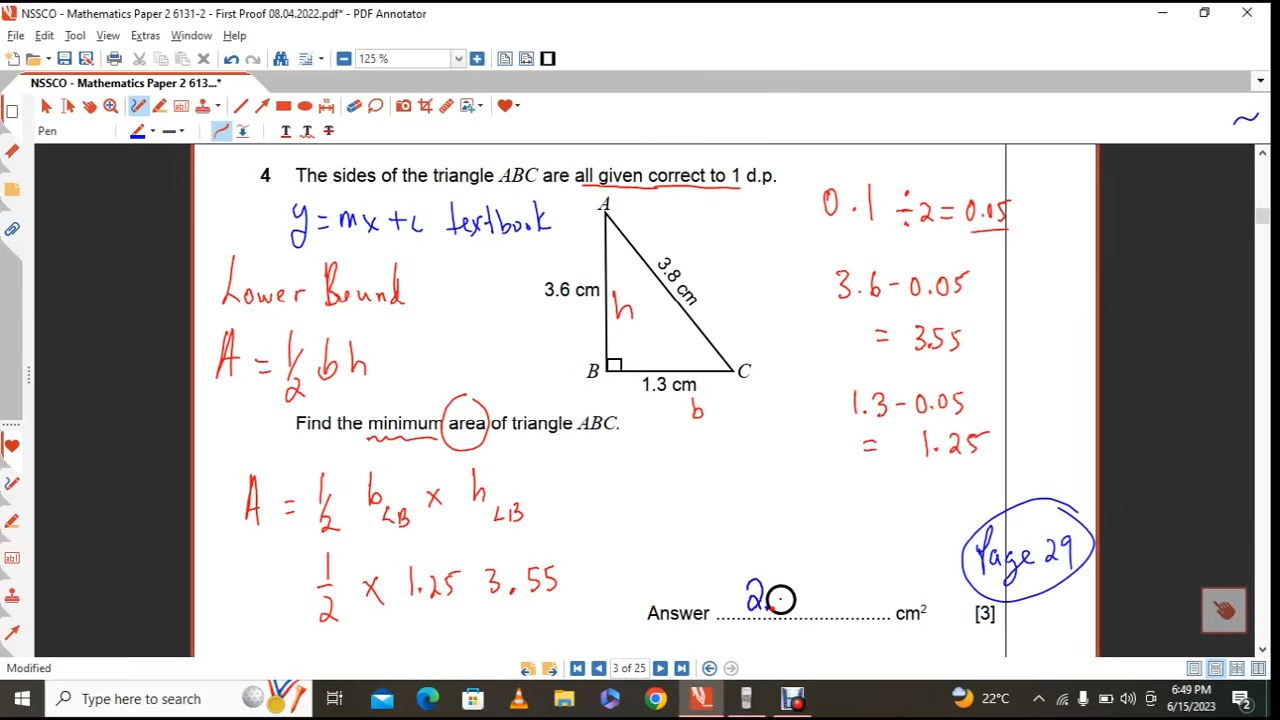 NSSCO - Mathematics Paper 2 6131-2 - First Proof 08.04.2022.pdf* - PDF Annotator
File Edit Tool View Extras Window Help
125 %
NSSCO - Mathematics Paper 2 613...*
Pen
4 The sides of the triangle ABC are all given correct to 1 d.p.
y = mx + c textbook
A
0.1 ÷ 2 = 0.05
Lower Bound
3.6 cm
3.8 cm
h
3.6 - 0.05
= 3.55
A = 1/2 b h
B
C
1.3 cm
b
1.3 - 0.05
= 1.25
Find the minimum area of triangle ABC.
A = 1/2 b LB × h LB
Page 29
1/2 × 1.25 3.55
2.
Answer ............................................ cm² [3]
Modified
3 of 25
Type here to search
22°C
6:49 PM
6/15/2023
2